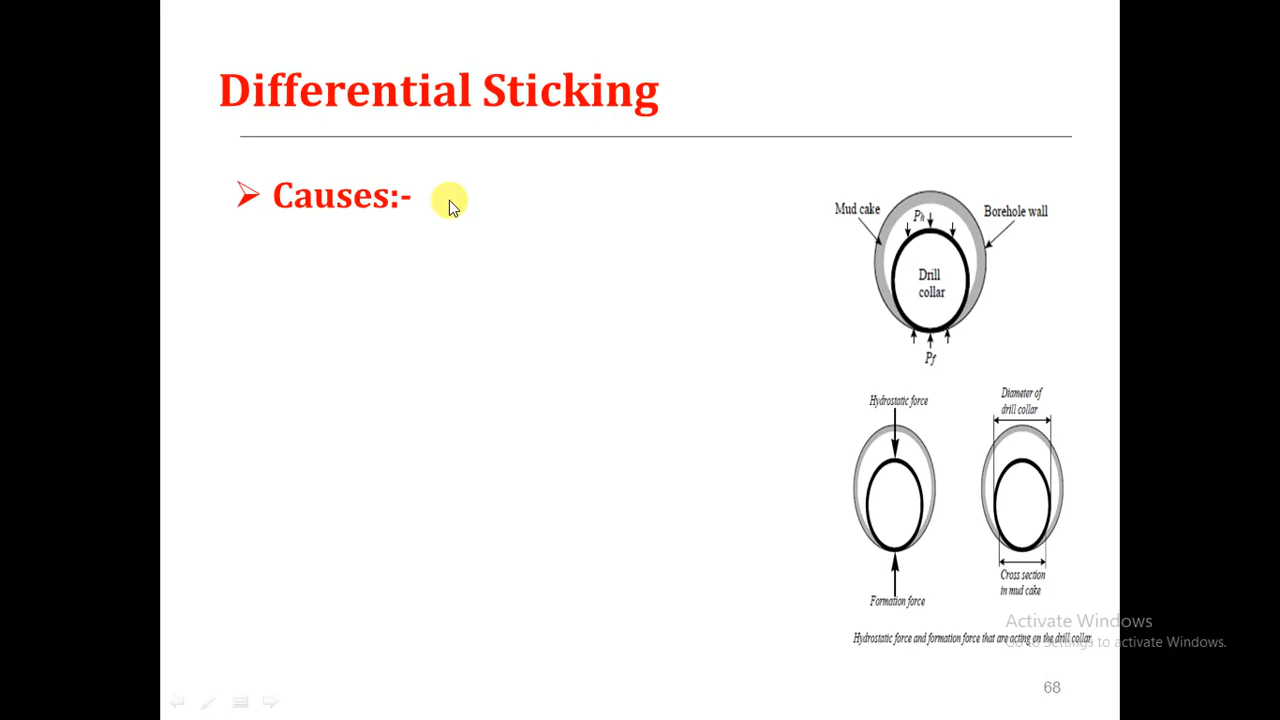 Differential Sticking
Causes:-
Mud cake
Ph
Borehole wall
Drill
collar
Pf
Hydrostatic force
Diameter of
drill collar
Cross section
in mud cake
Formation force
Hydrostatic force and formation force that are acting on the drill collar
Activate Windows
Go to Settings to activate Windows.
68